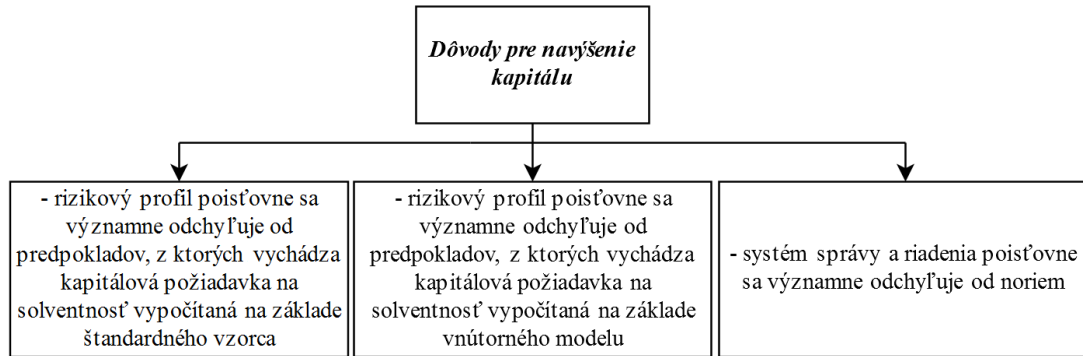 Dôvody pre navýšenie
kapitálu
- rizikový profil poisťovne sa
významne odchyľuje od
predpokladov, z ktorých vychádza
kapitálová požiadavka na
solventnosť vypočítaná na základe
štandardného vzorca
- rizikový profil poisťovne sa
významne odchyľuje od
predpokladov, z ktorých vychádza
kapitálová požiadavka na
solventnosť vypočítaná na základe
vnútorného modelu
- systém správy a riadenia poisťovne
sa významne odchyľuje od noriem